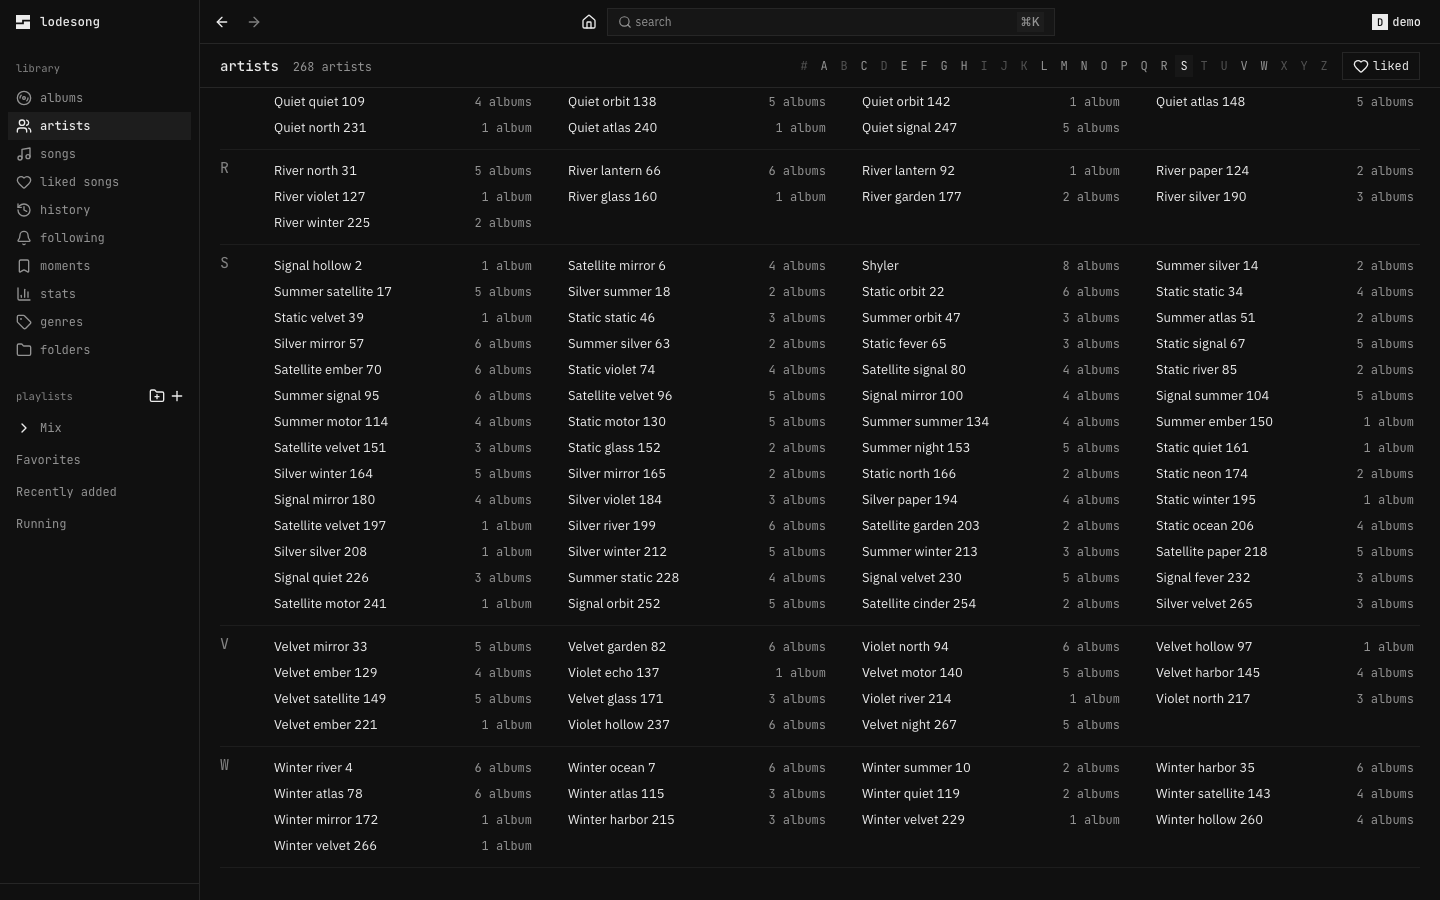 lodesong
search
⌘K
D demo
library
albums
artists
songs
liked songs
history
following
moments
stats
genres
folders
playlists
Mix
Favorites
Recently added
Running
artists 268 artists
# A B C D E F G H I J K L M N O P Q R S T U V W X Y Z
liked
Quiet quiet 109 4 albums Quiet orbit 138 5 albums Quiet orbit 142 1 album Quiet atlas 148 5 albums
Quiet north 231 1 album Quiet atlas 240 1 album Quiet signal 247 5 albums
R
River north 31 5 albums River lantern 66 6 albums River lantern 92 1 album River paper 124 2 albums
River violet 127 1 album River glass 160 1 album River garden 177 2 albums River silver 190 3 albums
River winter 225 2 albums
S
Signal hollow 2 1 album Satellite mirror 6 4 albums Shyler 8 albums Summer silver 14 2 albums
Summer satellite 17 5 albums Silver summer 18 2 albums Static orbit 22 6 albums Static static 34 4 albums
Static velvet 39 1 album Static static 46 3 albums Summer orbit 47 3 albums Summer atlas 51 2 albums
Silver mirror 57 6 albums Summer silver 63 2 albums Static fever 65 3 albums Static signal 67 5 albums
Satellite ember 70 6 albums Static violet 74 4 albums Satellite signal 80 4 albums Static river 85 2 albums
Summer signal 95 6 albums Satellite velvet 96 5 albums Signal mirror 100 4 albums Signal summer 104 5 albums
Summer motor 114 4 albums Static motor 130 5 albums Summer summer 134 4 albums Summer ember 150 1 album
Satellite velvet 151 3 albums Static glass 152 2 albums Summer night 153 5 albums Static quiet 161 1 album
Silver winter 164 5 albums Silver mirror 165 2 albums Static north 166 2 albums Static neon 174 2 albums
Signal mirror 180 4 albums Silver violet 184 3 albums Silver paper 194 4 albums Static winter 195 1 album
Satellite velvet 197 1 album Silver river 199 6 albums Satellite garden 203 2 albums Static ocean 206 4 albums
Silver silver 208 1 album Silver winter 212 5 albums Summer winter 213 3 albums Satellite paper 218 5 albums
Signal quiet 226 3 albums Summer static 228 4 albums Signal velvet 230 5 albums Signal fever 232 3 albums
Satellite motor 241 1 album Signal orbit 252 5 albums Satellite cinder 254 2 albums Silver velvet 265 3 albums
V
Velvet mirror 33 5 albums Velvet garden 82 6 albums Violet north 94 6 albums Velvet hollow 97 1 album
Velvet ember 129 4 albums Violet echo 137 1 album Velvet motor 140 5 albums Velvet harbor 145 4 albums
Velvet satellite 149 5 albums Velvet glass 171 3 albums Violet river 214 1 album Violet north 217 3 albums
Velvet ember 221 1 album Violet hollow 237 6 albums Velvet night 267 5 albums
W
Winter river 4 6 albums Winter ocean 7 6 albums Winter summer 10 2 albums Winter harbor 35 6 albums
Winter atlas 78 6 albums Winter atlas 115 3 albums Winter quiet 119 2 albums Winter satellite 143 4 albums
Winter mirror 172 1 album Winter harbor 215 3 albums Winter velvet 229 1 album Winter hollow 260 4 albums
Winter velvet 266 1 album